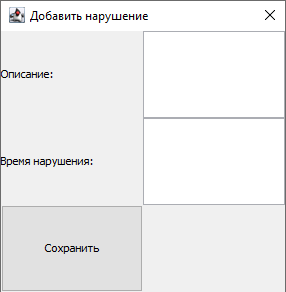 Добавить нарушение
Описание:
Время нарушения:
Сохранить